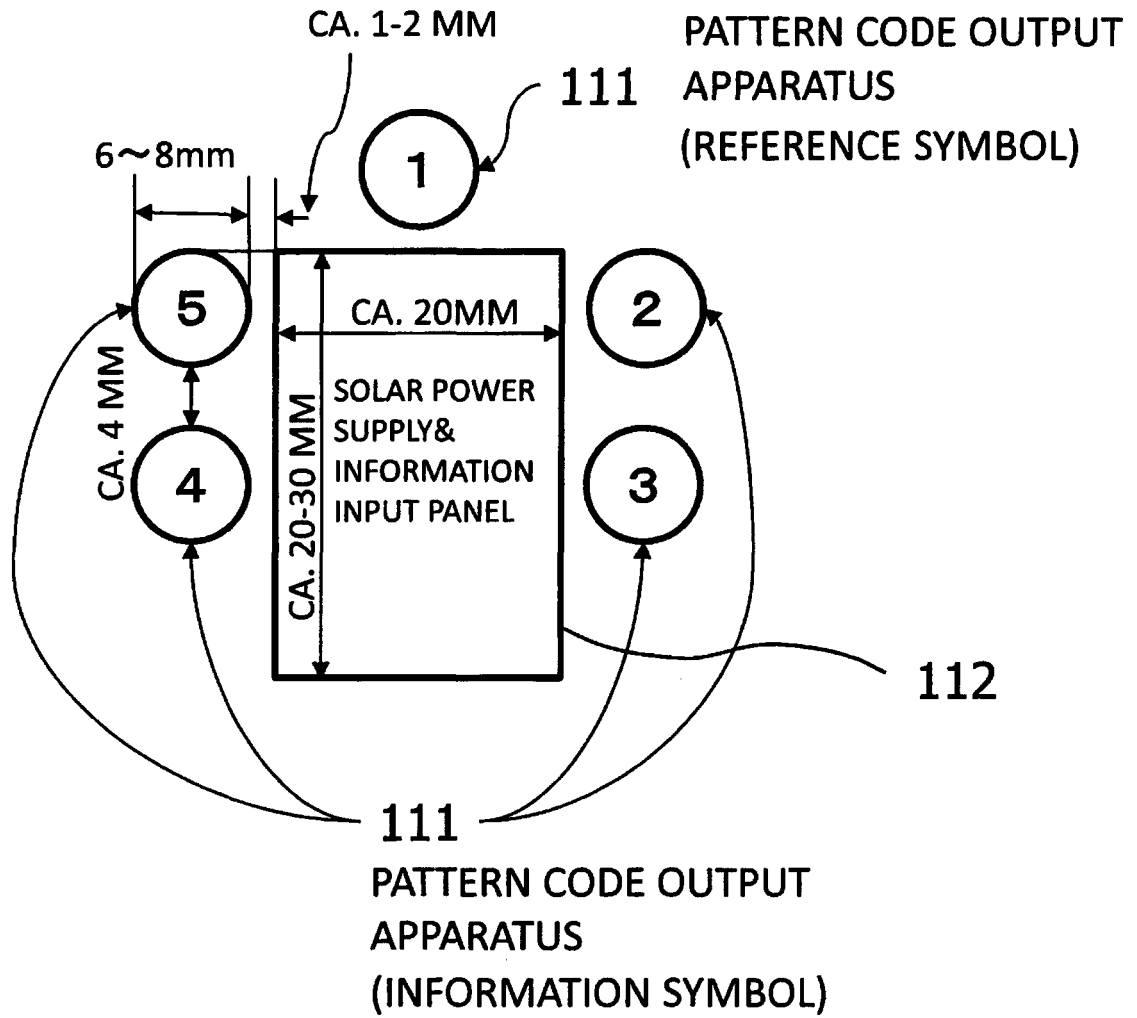 CA. 1-2 MM
111
PATTERN CODE OUTPUT
APPARATUS
(REFERENCE SYMBOL)
6～8mm
1
5
2
CA. 20MM
CA. 4 MM
CA. 20-30 MM
SOLAR POWER
SUPPLY&
INFORMATION
INPUT PANEL
4
3
112
111
PATTERN CODE OUTPUT
APPARATUS
(INFORMATION SYMBOL)